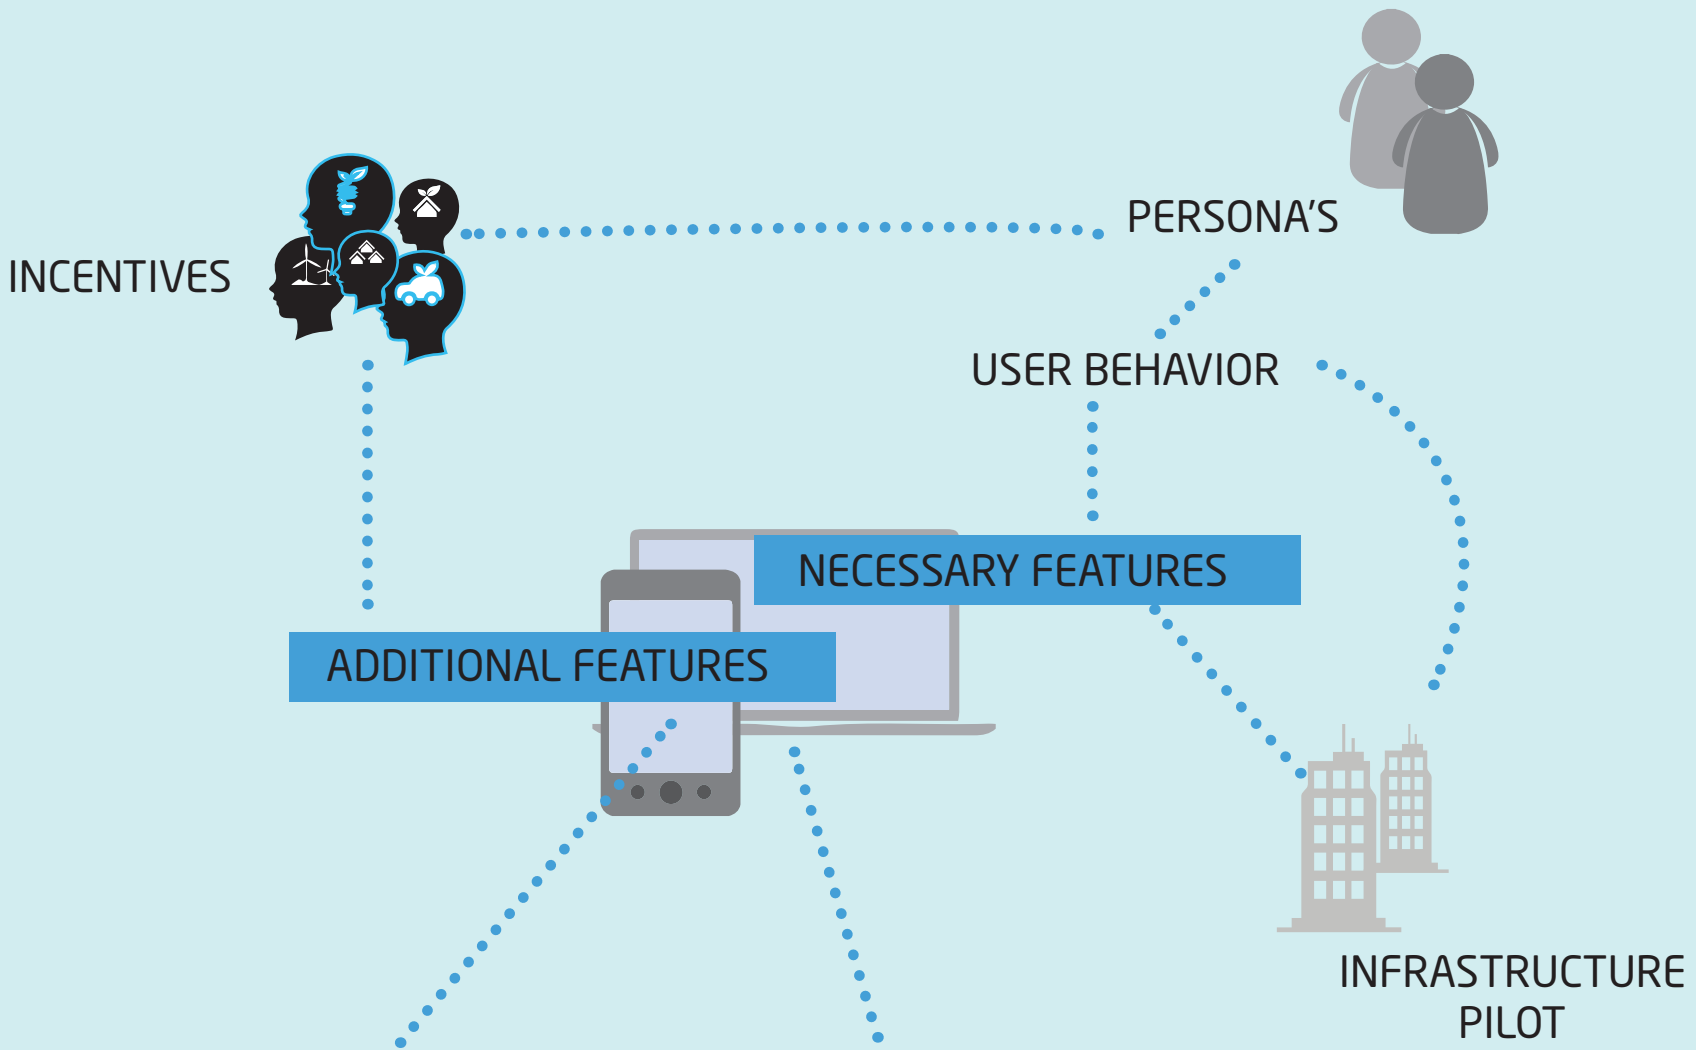 PERSONA'S
INCENTIVES
USER BEHAVIOR
NECESSARY FEATURES
ADDITIONAL FEATURES
INFRASTRUCTURE
PILOT